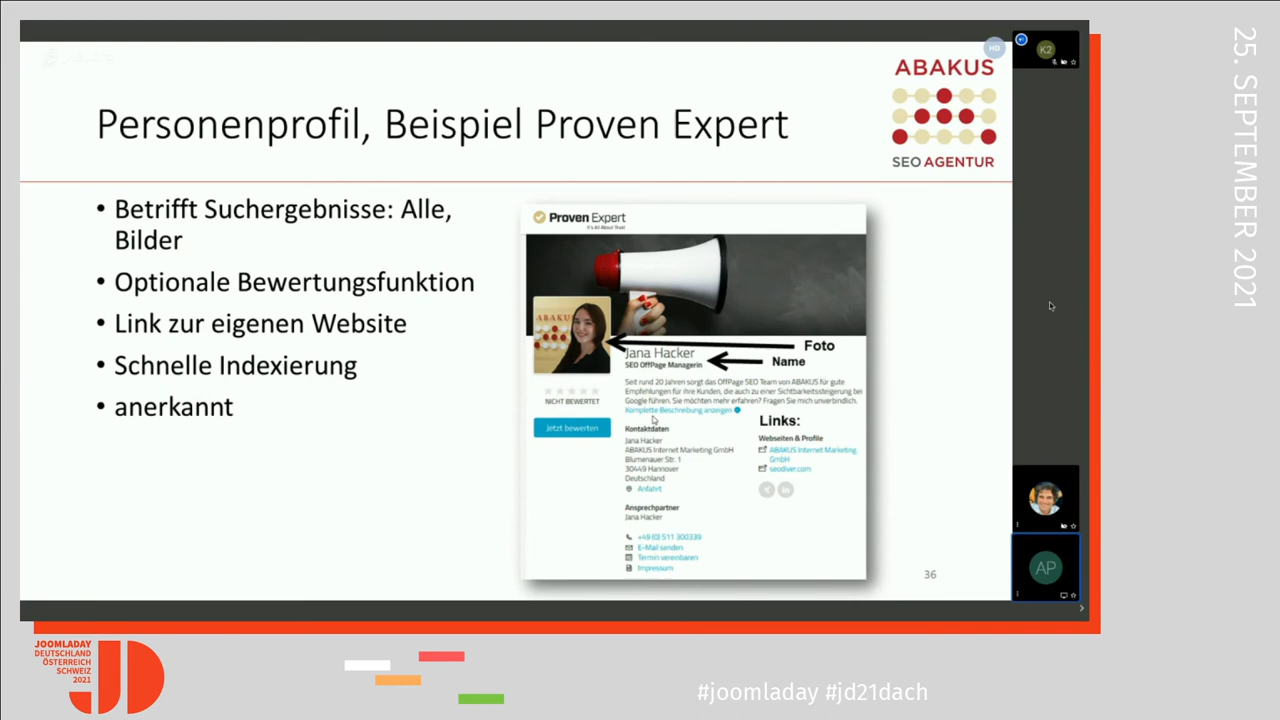 HD
K2
ABAKUS
SEO AGENTUR
Personenprofil, Beispiel Proven Expert
• Betrifft Suchergebnisse: Alle,
Bilder
• Optionale Bewertungsfunktion
• Link zur eigenen Website
• Schnelle Indexierung
• anerkannt
Proven Expert
It's All About Trust
ABAKUS
NICHT BEWERTET
Jetzt bewerten
Foto
Jana Hacker
Name
SEO OffPage Managerin
Seit rund 20 Jahren sorgt das OffPage SEO Team von ABAKUS für gute
Empfehlungen für ihre Kunden, die auch zu einer Sichtbarkeitssteigerung bei
Google führen. Sie möchten mehr erfahren? Fragen Sie mich unverbindlich.
Komplette Beschreibung anzeigen
Kontaktdaten
Jana Hacker
ABAKUS Internet Marketing GmbH
Blumenauer Str. 1
30449 Hannover
Deutschland
Anfahrt
Ansprechpartner
Jana Hacker
+49 (0) 511 300339
E-Mail senden
Termin vereinbaren
Impressum
Links:
Webseiten & Profile
ABAKUS Internet Marketing
GmbH
seodiver.com
36
AP
25. SEPTEMBER 2021
JOOMLADAY
DEUTSCHLAND
ÖSTERREICH
SCHWEIZ
2021
JD
#joomladay #jd21dach